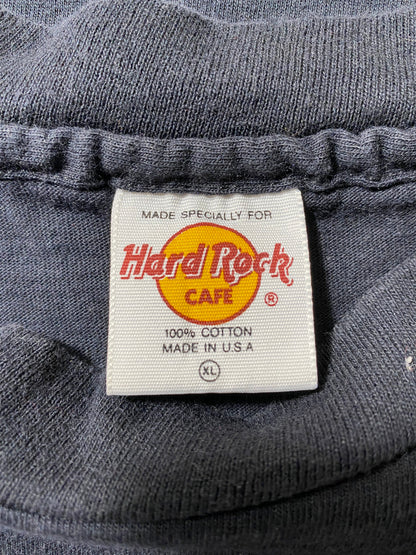 MADE SPECIALLY FOR
Hard Rock
CAFE ®
100% COTTON
MADE IN U.S.A
XL